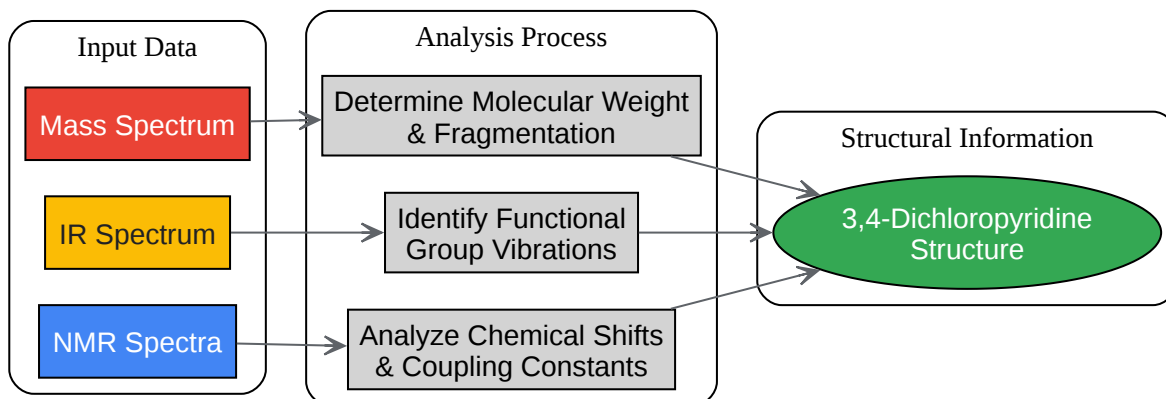 Input Data
Mass Spectrum
IR Spectrum
NMR Spectra
Analysis Process
Determine Molecular Weight
& Fragmentation
Identify Functional
Group Vibrations
Analyze Chemical Shifts
& Coupling Constants
Structural Information
3,4-Dichloropyridine
Structure